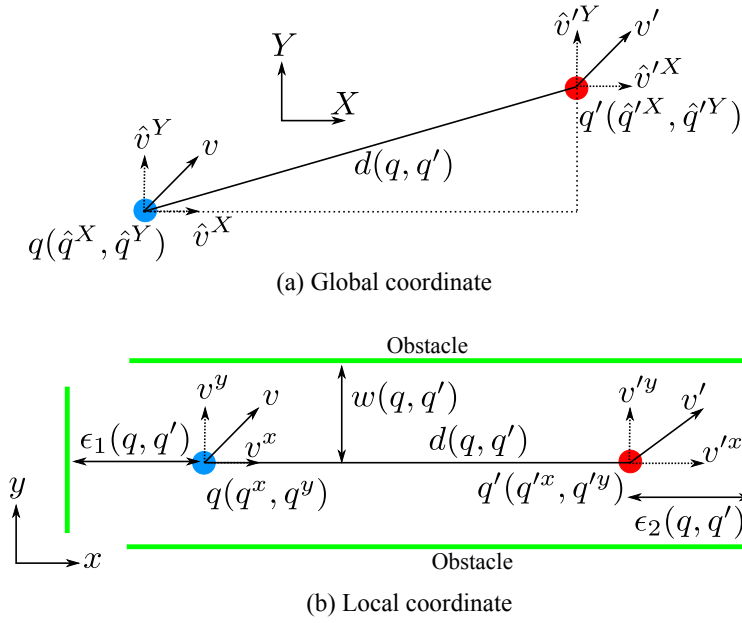 v̂′^Y
v′
Y
v̂′^X
X
q′(q̂′^X, q̂′^Y)
v̂^Y
v
d(q, q′)
v̂^X
q(q̂^X, q̂^Y)
(a) Global coordinate
Obstacle
v^y
v
w(q, q′)
v′^y
v′
ϵ₁(q, q′)
v^x
d(q, q′)
v′^x
y
q(q^x, q^y)
q′(q′^x, q′^y)
ϵ₂(q, q′)
x
Obstacle
(b) Local coordinate